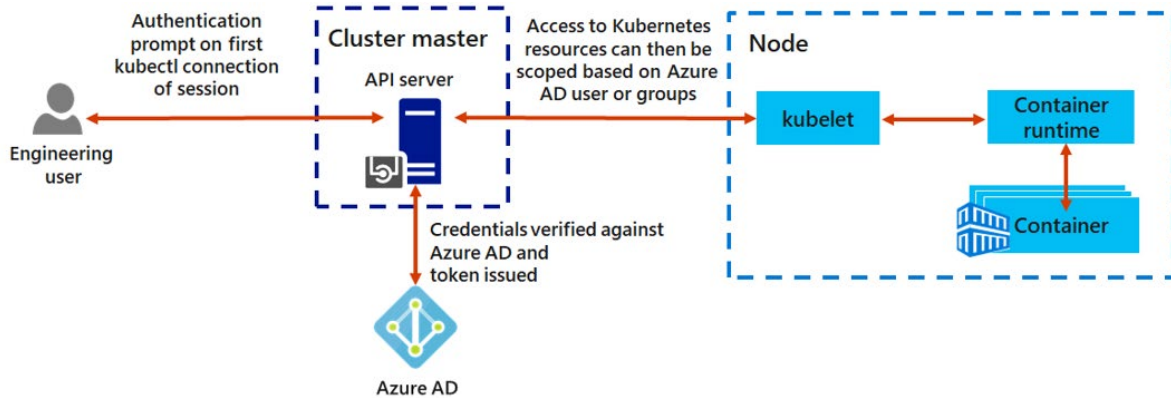 Authentication
prompt on first
kubectl connection
of session
Engineering
user
Cluster master
API server
Access to Kubernetes
resources can then be
scoped based on Azure
AD user or groups
Credentials verified against
Azure AD and
token issued
Azure AD
Node
kubelet
Container
runtime
Container